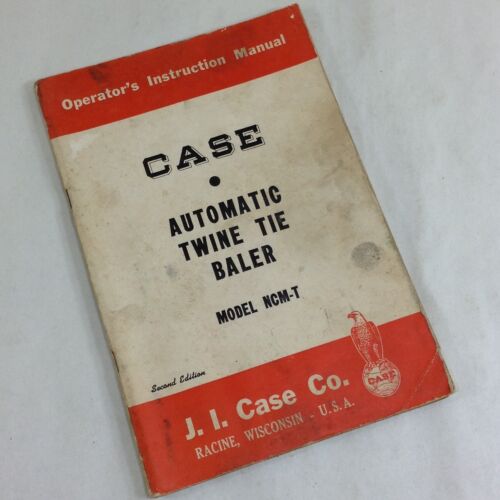 Operator's Instruction Manual
CASE
AUTOMATIC
TWINE TIE
BALER
MODEL NCM-T
Second Edition
CASE
J. I. Case Co.
RACINE, WISCONSIN - U.S.A.